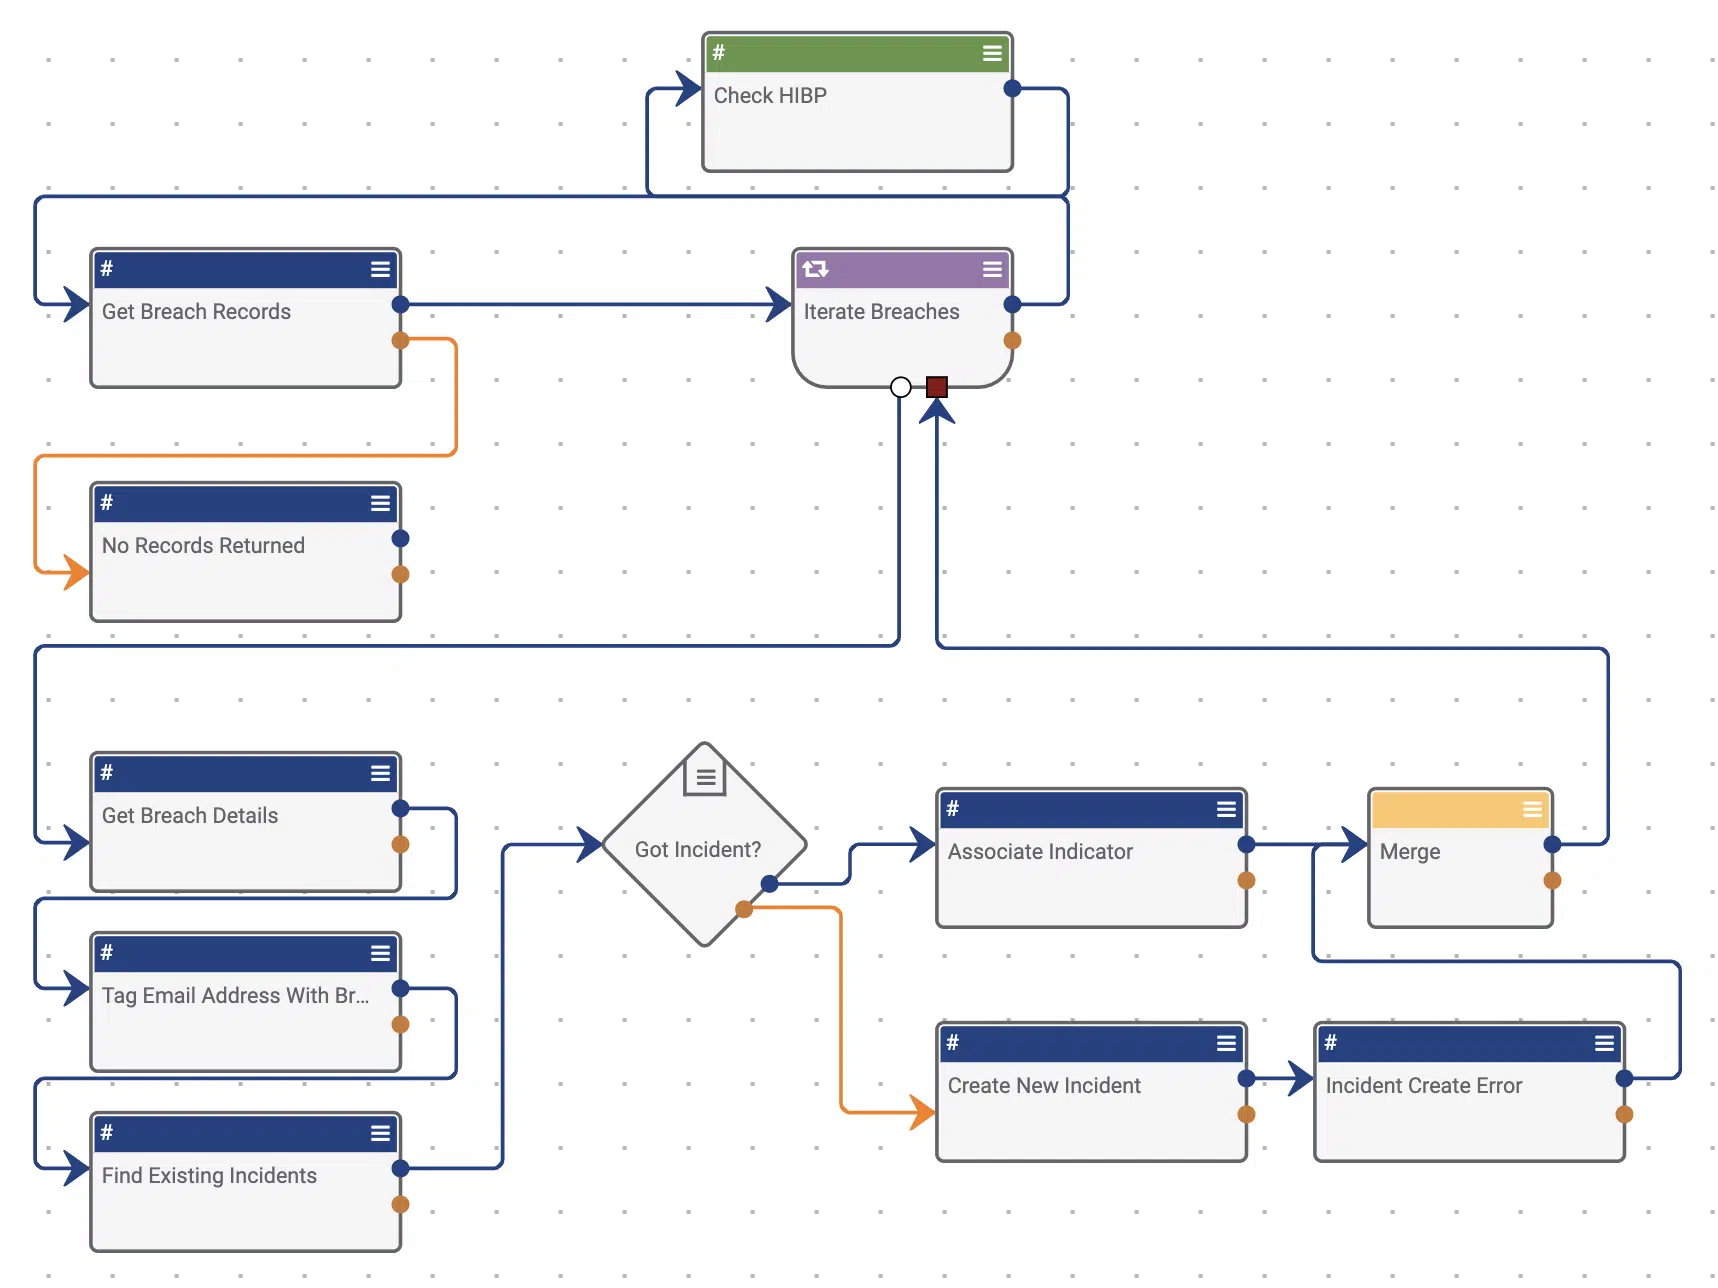 #
Check HIBP
#
Get Breach Records
Iterate Breaches
#
No Records Returned
#
Get Breach Details
Got Incident?
#
Associate Indicator
Merge
#
Tag Email Address With Br...
#
Create New Incident
#
Incident Create Error
#
Find Existing Incidents